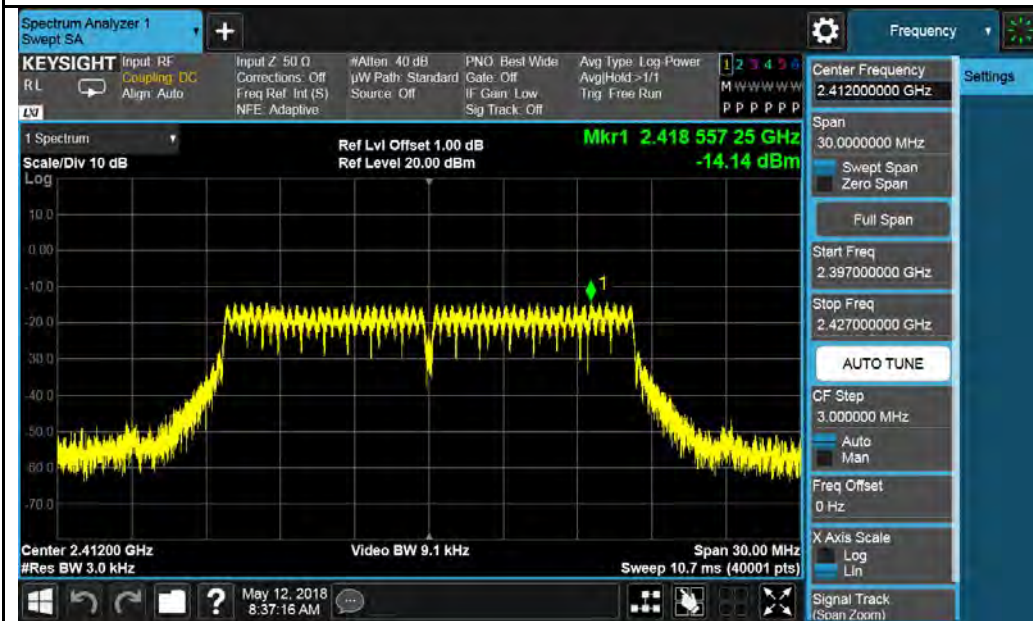 Spectrum Analyzer 1
Swept SA
Frequency
KEYSIGHT
RL
LXI
Input: RF
Coupling: DC
Align: Auto
Input Z: 50 Ω
Corrections: Off
Freq Ref: Int (S)
NFE: Adaptive
#Atten: 40 dB
µW Path: Standard
Source: Off
PNO: Best Wide
Gate: Off
IF Gain: Low
Sig Track: Off
Avg Type: Log-Power
Avg|Hold:>1/1
Trig: Free Run
1 2 3 4 5 6
M W W W W W
P P P P P P
1 Spectrum
Scale/Div 10 dB
Log
Ref Lvl Offset 1.00 dB
Ref Level 20.00 dBm
Mkr1 2.418 557 25 GHz
-14.14 dBm
10.0
0.00
-10.0
-20.0
-30.0
-40.0
-50.0
-60.0
-70.0
1
Center 2.41200 GHz
#Res BW 3.0 kHz
Video BW 9.1 kHz
Span 30.00 MHz
Sweep 10.7 ms (40001 pts)
May 12, 2018
8:37:16 AM
Center Frequency
2.412000000 GHz
Settings
Span
30.0000000 MHz
Swept Span
Zero Span
Full Span
Start Freq
2.397000000 GHz
Stop Freq
2.427000000 GHz
AUTO TUNE
CF Step
3.000000 MHz
Auto
Man
Freq Offset
0 Hz
X Axis Scale
Log
Lin
Signal Track
(Span Zoom)